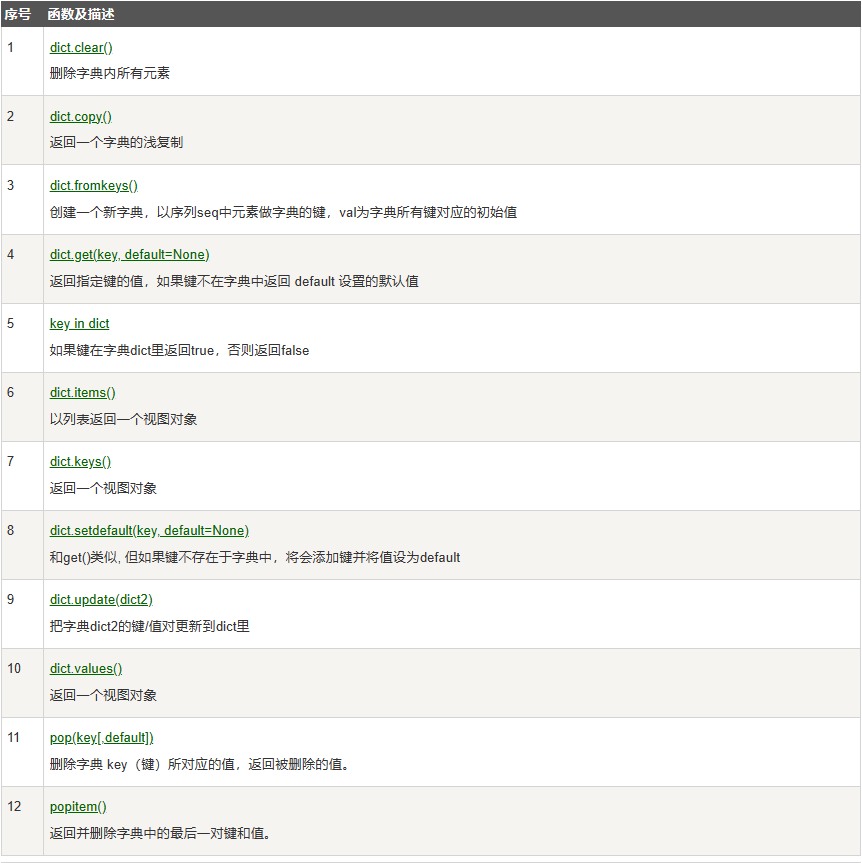 序号 函数及描述
1 dict.clear()
删除字典内所有元素
2 dict.copy()
返回一个字典的浅复制
3 dict.fromkeys()
创建一个新字典，以序列seq中元素做字典的键，val为字典所有键对应的初始值
4 dict.get(key, default=None)
返回指定键的值，如果键不在字典中返回 default 设置的默认值
5 key in dict
如果键在字典dict里返回true，否则返回false
6 dict.items()
以列表返回一个视图对象
7 dict.keys()
返回一个视图对象
8 dict.setdefault(key, default=None)
和get()类似, 但如果键不存在于字典中，将会添加键并将值设为default
9 dict.update(dict2)
把字典dict2的键/值对更新到dict里
10 dict.values()
返回一个视图对象
11 pop(key[,default])
删除字典 key（键）所对应的值，返回被删除的值。
12 popitem()
返回并删除字典中的最后一对键和值。